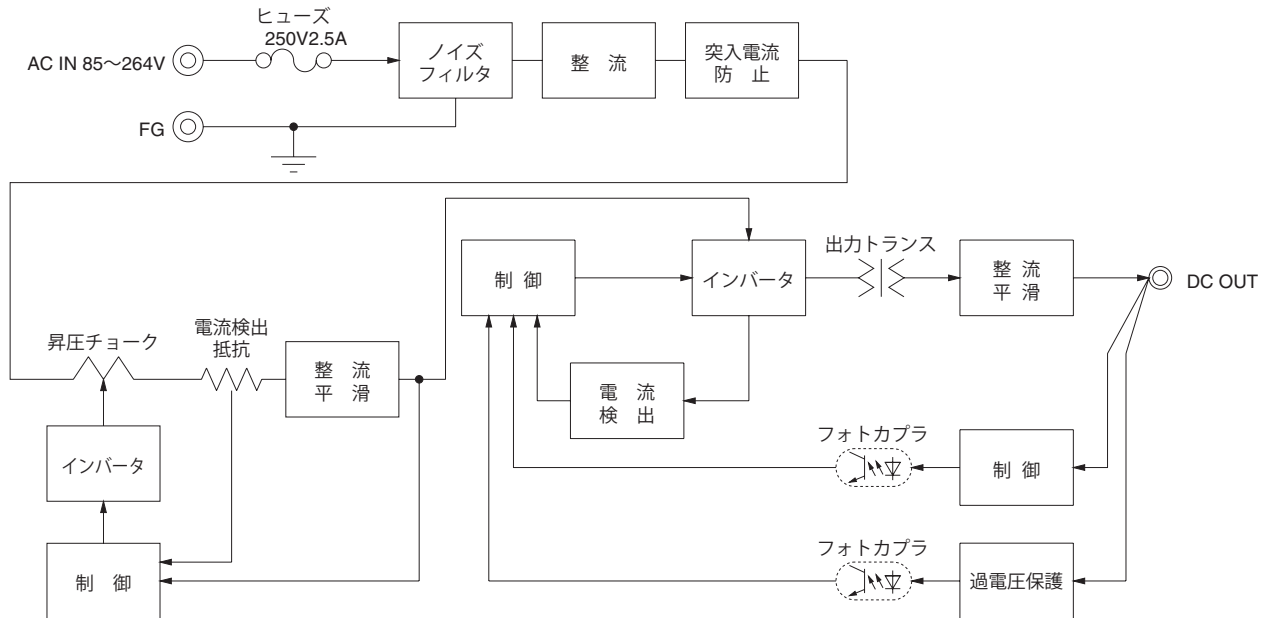 ヒューズ
250V2.5A
AC IN 85～264V
ノイズ
フィルタ
整 流
突入電流
防 止
FG
制 御
インバータ
出力トランス
整 流
平 滑
DC OUT
昇圧チョーク
電流検出
抵抗
整 流
平 滑
電 流
検 出
インバータ
フォトカプラ
制 御
制 御
フォトカプラ
過電圧保護